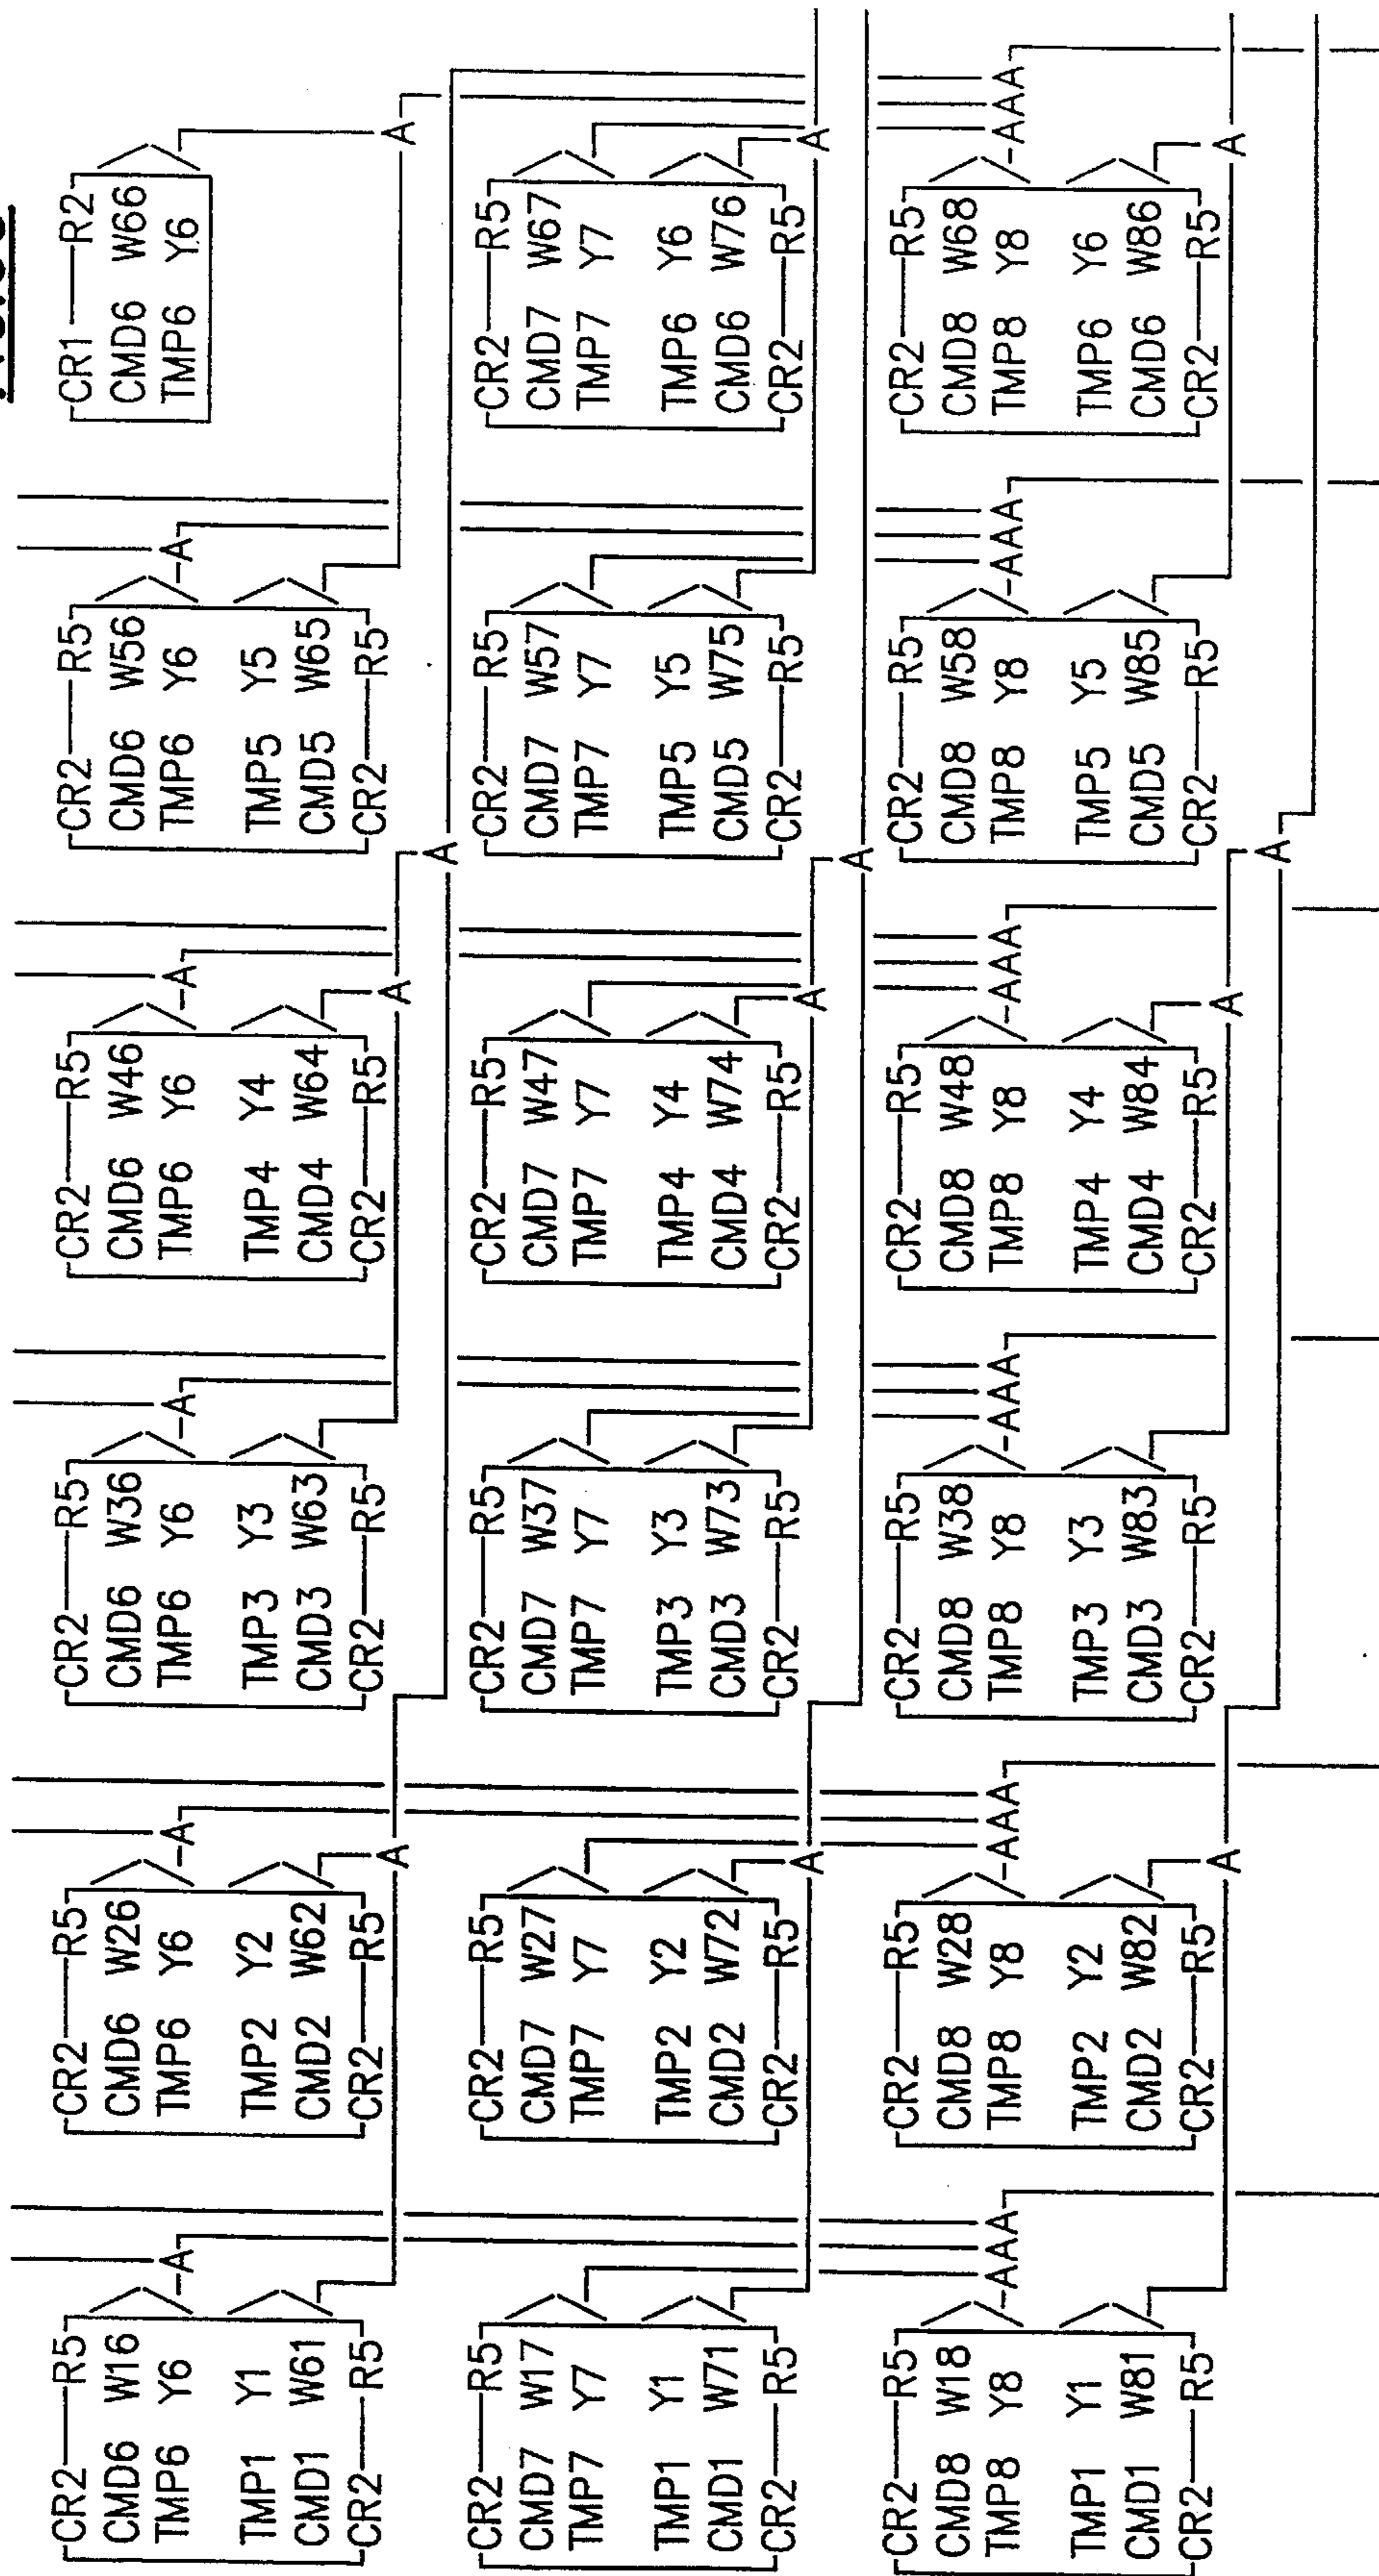 CR2 R5 CR2 R5 CR2 R5 CR2 R5 CR2 R5 CR1 R2
CMD6 W16 CMD6 W26 CMD6 W36 CMD6 W46 CMD6 W56 CMD6 W66
TMP6 Y6 A TMP6 Y6 A TMP6 Y6 A TMP6 Y6 A TMP6 Y6 A TMP6 Y6
TMP1 Y1 TMP2 Y2 TMP3 Y3 TMP4 Y4 TMP5 Y5
CMD1 W61 CMD2 W62 CMD3 W63 CMD4 W64 CMD5 W65
CR2 R5 CR2 R5 CR2 R5 CR2 R5 CR2 R5
A A A
A
CR2 R5 CR2 R5 CR2 R5 CR2 R5 CR2 R5 CR2 R5
CMD7 W17 CMD7 W27 CMD7 W37 CMD7 W47 CMD7 W57 CMD7 W67
TMP7 Y7 TMP7 Y7 TMP7 Y7 TMP7 Y7 TMP7 Y7 TMP7 Y7
TMP1 Y1 TMP2 Y2 TMP3 Y3 TMP4 Y4 TMP5 Y5 TMP6 Y6
CMD1 W71 CMD2 W72 CMD3 W73 CMD4 W74 CMD5 W75 CMD6 W76
CR2 R5 CR2 R5 CR2 R5 CR2 R5 CR2 R5 CR2 R5
A A A
A
CR2 R5 CR2 R5 CR2 R5 CR2 R5 CR2 R5 CR2 R5
CMD8 W18 CMD8 W28 CMD8 W38 CMD8 W48 CMD8 W58 CMD8 W68
TMP8 Y8 AAA TMP8 Y8 AAA TMP8 Y8 AAA TMP8 Y8 AAA TMP8 Y8 AAA TMP8 Y8 AAA
TMP1 Y1 TMP2 Y2 TMP3 Y3 TMP4 Y4 TMP5 Y5 TMP6 Y6
CMD1 W81 CMD2 W82 CMD3 W83 CMD4 W84 CMD5 W85 CMD6 W86
CR2 R5 CR2 R5 CR2 R5 CR2 R5 CR2 R5 CR2 R5
A A A
A